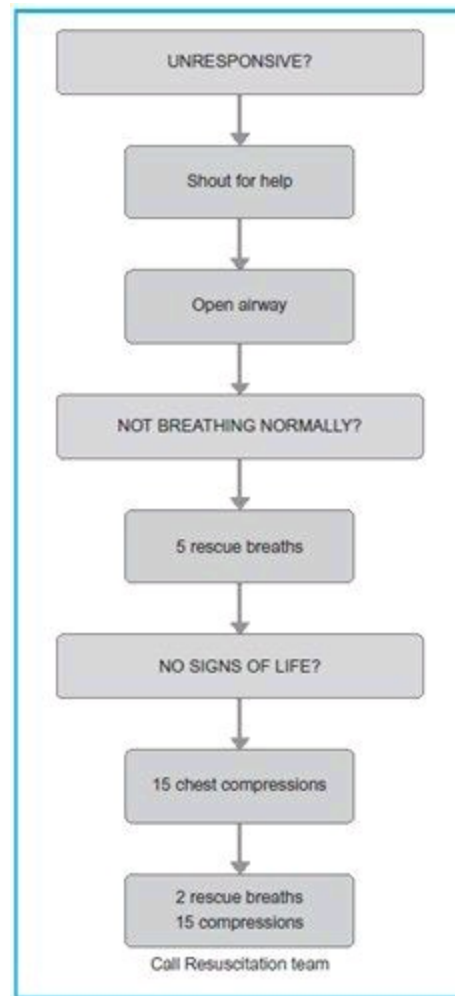 UNRESPONSIVE?
Shout for help
Open airway
NOT BREATHING NORMALLY?
5 rescue breaths
NO SIGNS OF LIFE?
15 chest compressions
2 rescue breaths
15 compressions
Call Resuscitation team